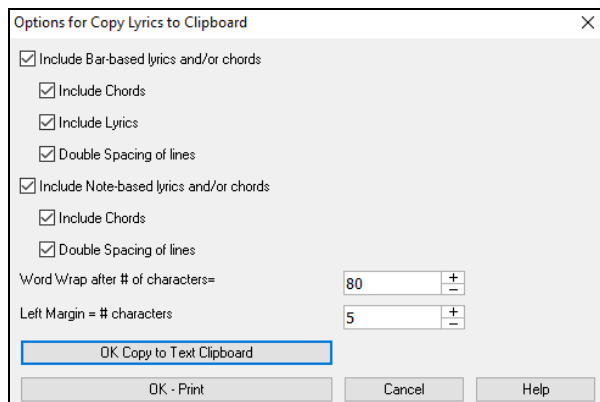 Options for Copy Lyrics to Clipboard
Include Bar-based lyrics and/or chords
Include Chords
Include Lyrics
Double Spacing of lines
Include Note-based lyrics and/or chords
Include Chords
Double Spacing of lines
Word Wrap after # of characters= 80
Left Margin = # characters 5
OK Copy to Text Clipboard
OK - Print Cancel Help